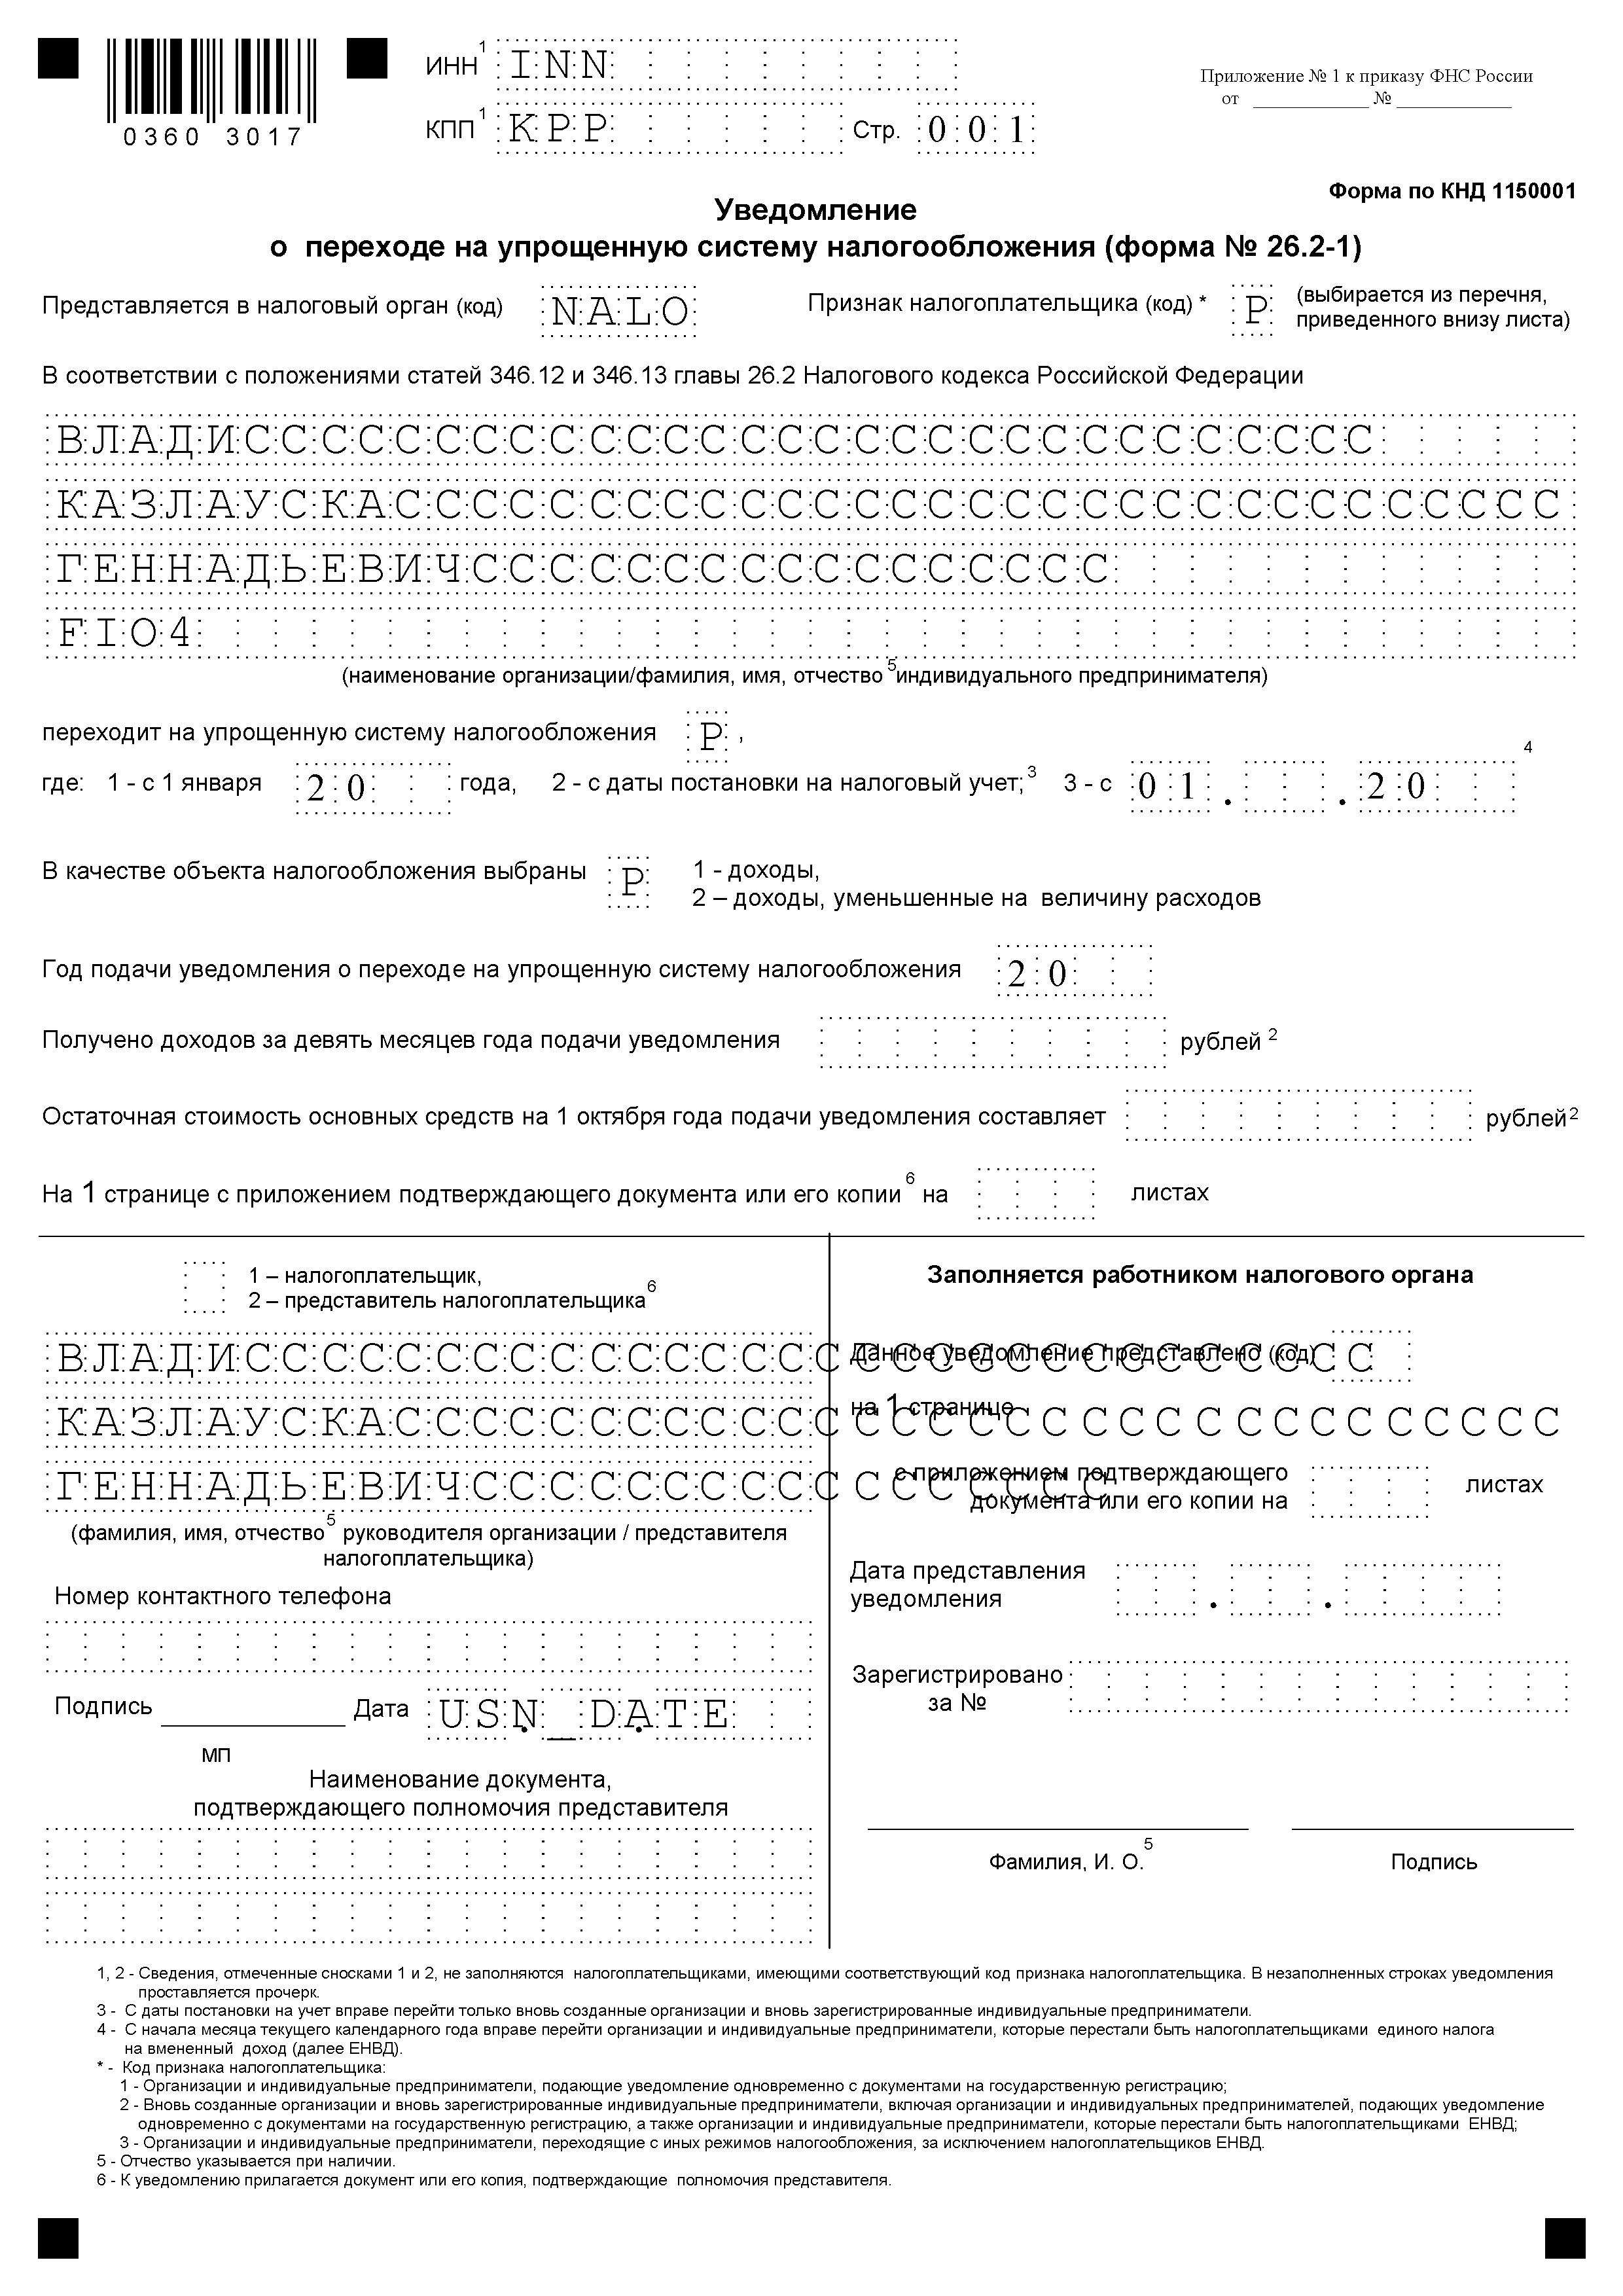 0360 3017
ИНН 1 INN
КПП 1 KPP Стр. 001
Приложение № 1 к приказу ФНС России
от ____________ № ____________
Форма по КНД 1150001
Уведомление
о переходе на упрощенную систему налогообложения (форма № 26.2-1)
Представляется в налоговый орган (код) NALO Признак налогоплательщика (код) * P (выбирается из перечня,
приведенного внизу листа)
В соответствии с положениями статей 346.12 и 346.13 главы 26.2 Налогового кодекса Российской Федерации
ВЛАДИСССССССССССССССССССССССССССССС
КАЗЛАУСКАССССССССССССССССССССССССССССССС
ГЕННАДЬЕВИЧССССССССССССССССС
FIO4
(наименование организации/фамилия, имя, отчество 5 индивидуального предпринимателя)
переходит на упрощенную систему налогообложения P ,
где: 1 - с 1 января 20 года, 2 - с даты постановки на налоговый учет; 3 3 - с 01 . . 20 4
В качестве объекта налогообложения выбраны P 1 - доходы,
2 – доходы, уменьшенные на величину расходов
Год подачи уведомления о переходе на упрощенную систему налогообложения 20
Получено доходов за девять месяцев года подачи уведомления рублей 2
Остаточная стоимость основных средств на 1 октября года подачи уведомления составляет рублей 2
На 1 странице с приложением подтверждающего документа или его копии 6 на листах
1 – налогоплательщик,
2 – представитель налогоплательщика 6
ВЛАДИСССССССССССССССССССССССССССССС
КАЗЛАУСКАССССССССССССССССССССССССССССССС
ГЕННАДЬЕВИЧССССССССССССССССС
(фамилия, имя, отчество 5 руководителя организации / представителя
налогоплательщика)
Номер контактного телефона
Подпись ____________ Дата USN_DATE
МП
Наименование документа,
подтверждающего полномочия представителя
Заполняется работником налогового органа
Данное уведомление представлено (код)
на 1 странице
с приложением подтверждающего
документа или его копии на листах
Дата представления
уведомления . .
Зарегистрировано
за №
Фамилия, И. О. 5 Подпись
1, 2 - Сведения, отмеченные сносками 1 и 2, не заполняются налогоплательщиками, имеющими соответствующий код признака налогоплательщика. В незаполненных строках уведомления
проставляется прочерк.
3 - С даты постановки на учет вправе перейти только вновь созданные организации и вновь зарегистрированные индивидуальные предприниматели.
4 - С начала месяца текущего календарного года вправе перейти организации и индивидуальные предприниматели, которые перестали быть налогоплательщиками единого налога
на вмененный доход (далее ЕНВД).
* - Код признака налогоплательщика:
1 - Организации и индивидуальные предприниматели, подающие уведомление одновременно с документами на государственную регистрацию;
2 - Вновь созданные организации и вновь зарегистрированные индивидуальные предприниматели, включая организации и индивидуальных предпринимателей, подающих уведомление
одновременно с документами на государственную регистрацию, а также организации и индивидуальные предприниматели, которые перестали быть налогоплательщиками ЕНВД;
3 - Организации и индивидуальные предприниматели, переходящие с иных режимов налогообложения, за исключением налогоплательщиков ЕНВД.
5 - Отчество указывается при наличии.
6 - К уведомлению прилагается документ или его копия, подтверждающие полномочия представителя.